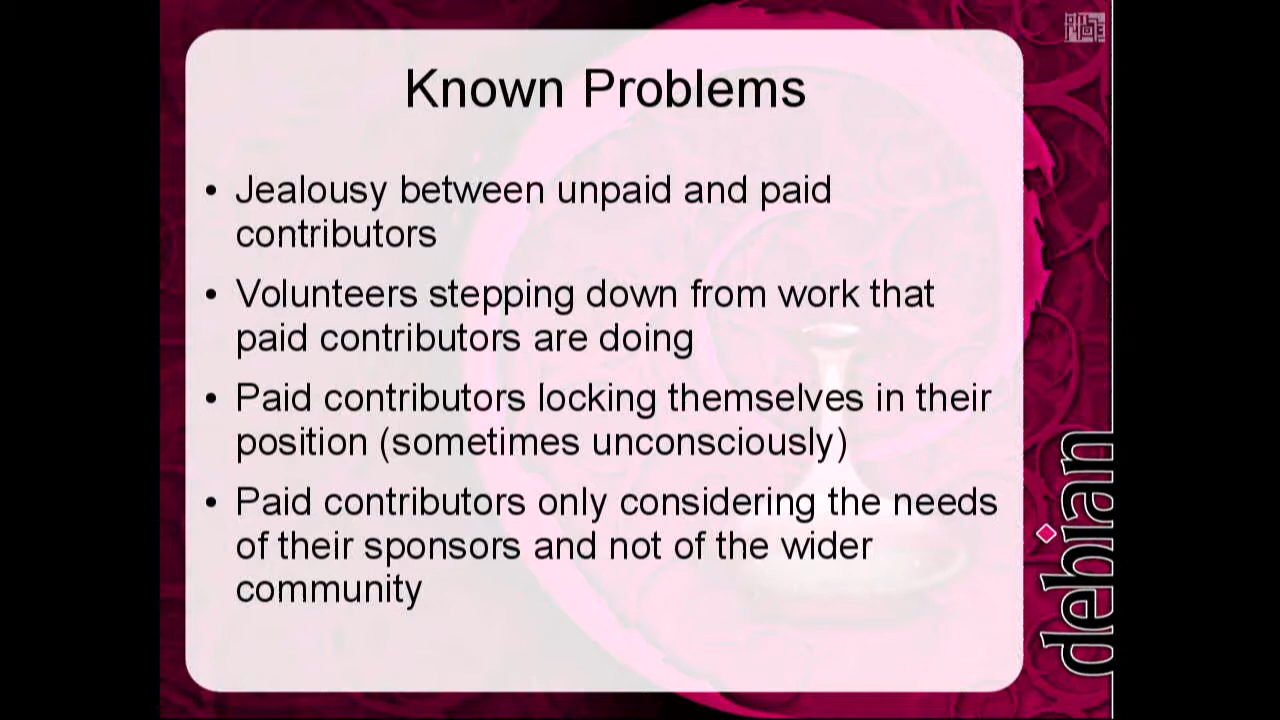 Known Problems
• Jealousy between unpaid and paid
contributors
• Volunteers stepping down from work that
paid contributors are doing
• Paid contributors locking themselves in their
position (sometimes unconsciously)
• Paid contributors only considering the needs
of their sponsors and not of the wider
community
debian